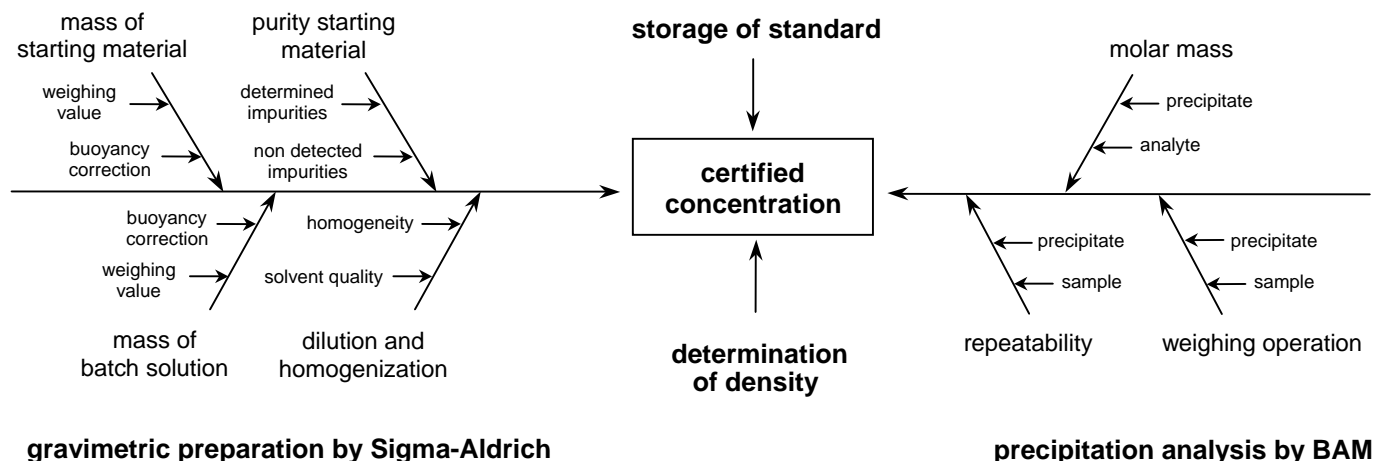 mass of
starting material
purity starting
material
storage of standard
molar mass
weighing
value
determined
impurities
precipitate
buoyancy
correction
non detected
impurities
analyte
certified
concentration
buoyancy
correction
homogeneity
precipitate
precipitate
weighing
value
solvent quality
sample
sample
mass of
batch solution
dilution and
homogenization
determination
of density
repeatability
weighing operation
gravimetric preparation by Sigma-Aldrich
precipitation analysis by BAM